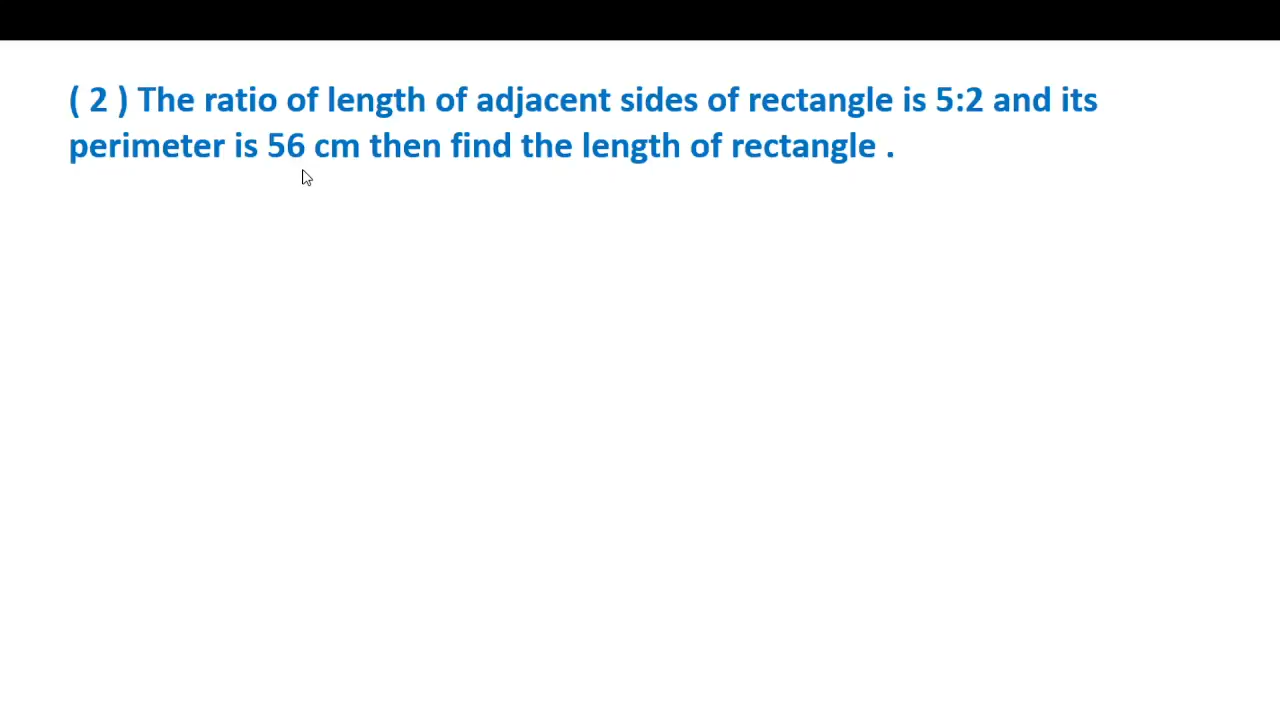 ( 2 ) The ratio of length of adjacent sides of rectangle is 5:2 and its
perimeter is 56 cm then find the length of rectangle .